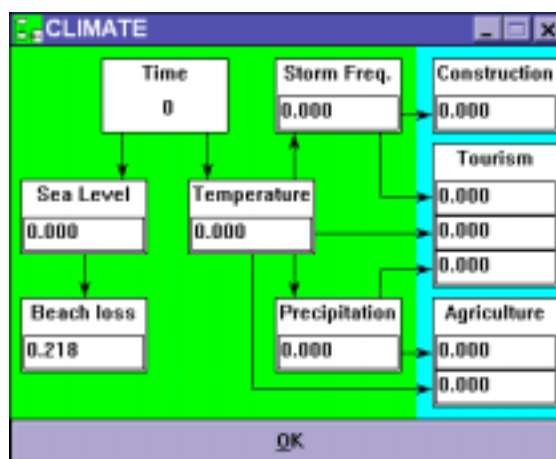 CLIMATE
Time
0
Storm Freq.
0.000
Construction
0.000
Sea Level
0.000
Temperature
0.000
Tourism
0.000
0.000
0.000
Beach loss
0.218
Precipitation
0.000
Agriculture
0.000
0.000
OK